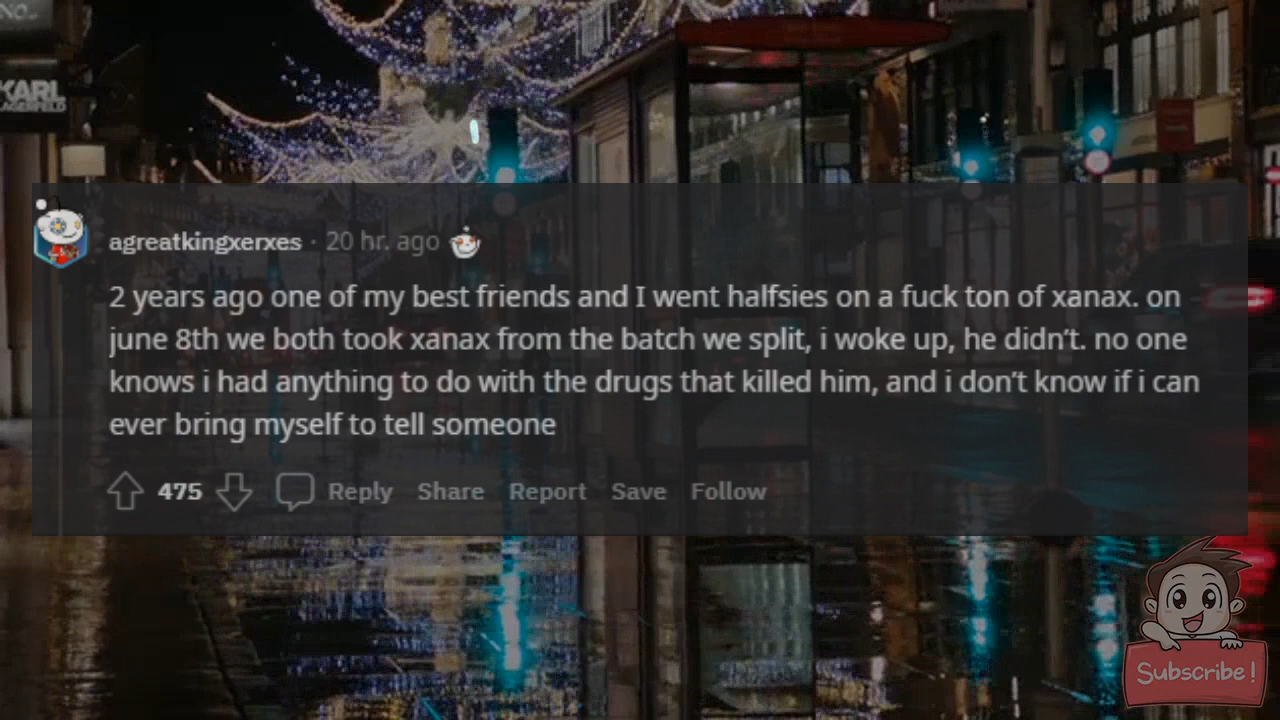 NO..
KARL
LAGERFELD
agreatkingxerxes · 20 hr. ago
2 years ago one of my best friends and I went halfsies on a fuck ton of xanax. on
june 8th we both took xanax from the batch we split, i woke up, he didn’t. no one
knows i had anything to do with the drugs that killed him, and i don’t know if i can
ever bring myself to tell someone
475 Reply Share Report Save Follow
Subscribe!